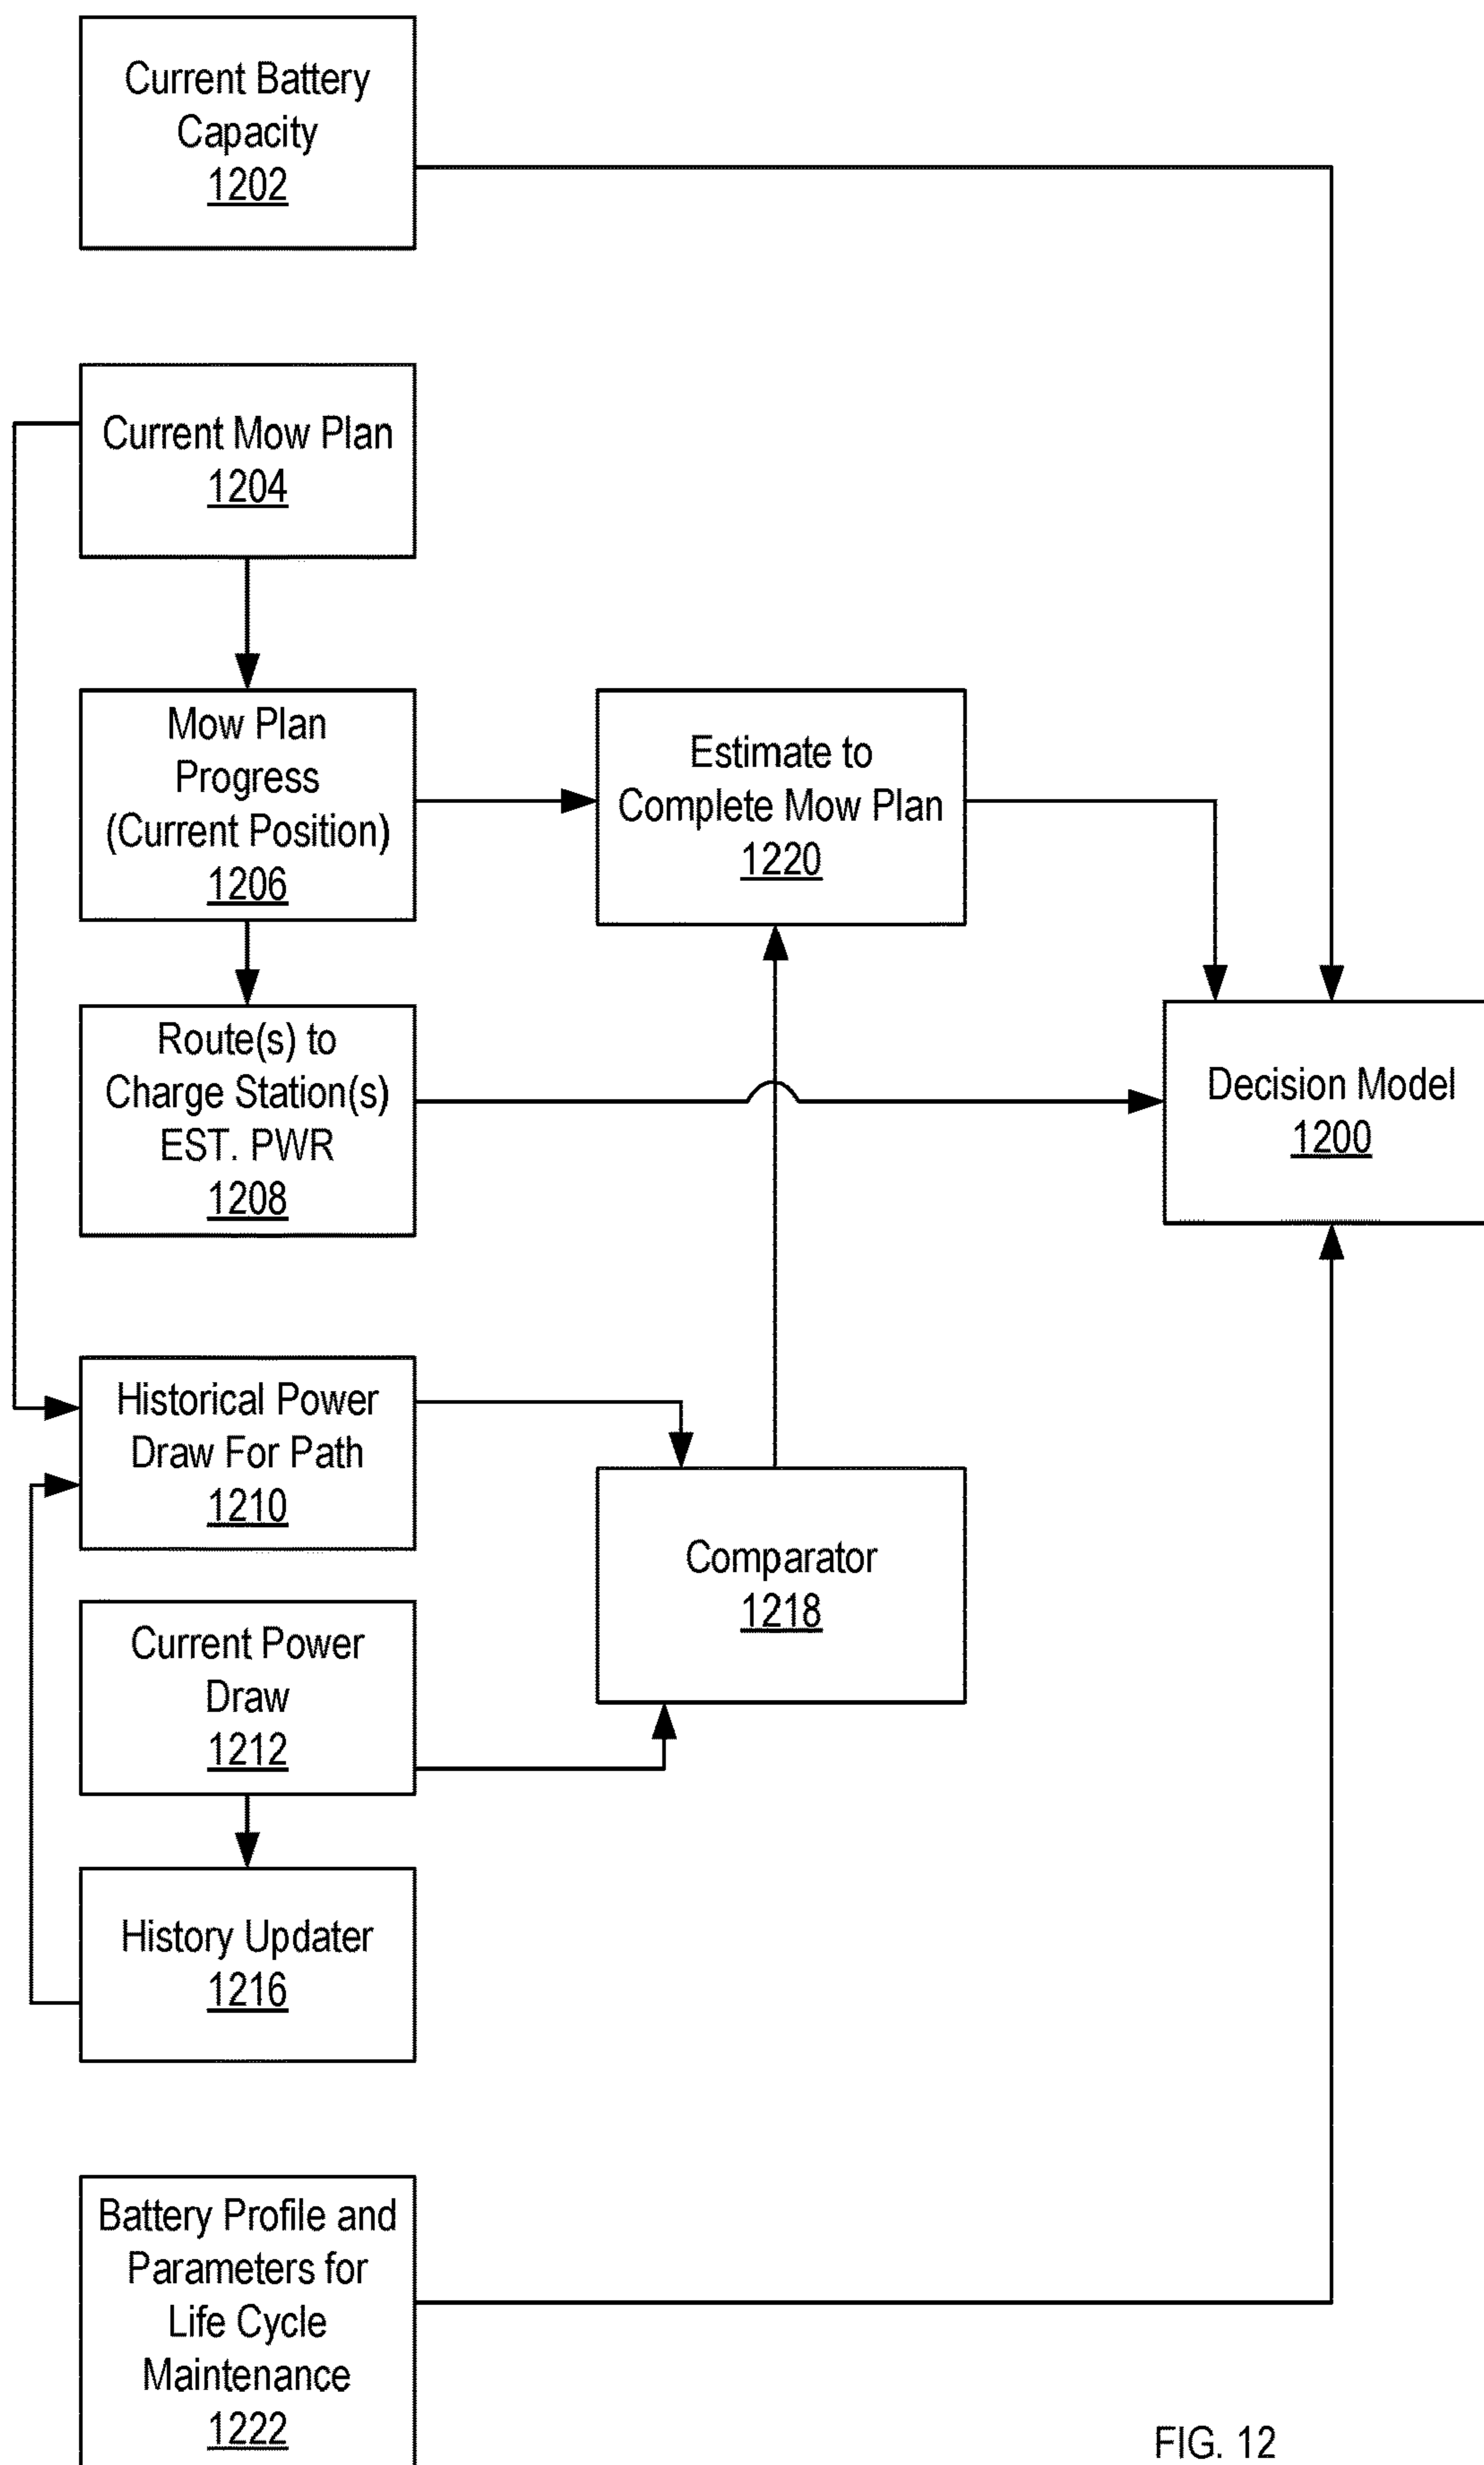 Current Battery
Capacity
1202
Current Mow Plan
1204
Mow Plan
Progress
(Current Position)
1206
Estimate to
Complete Mow Plan
1220
Route(s) to
Charge Station(s)
EST. PWR
1208
Decision Model
1200
Historical Power
Draw For Path
1210
Comparator
1218
Current Power
Draw
1212
History Updater
1216
Battery Profile and
Parameters for
Life Cycle
Maintenance
1222
FIG. 12